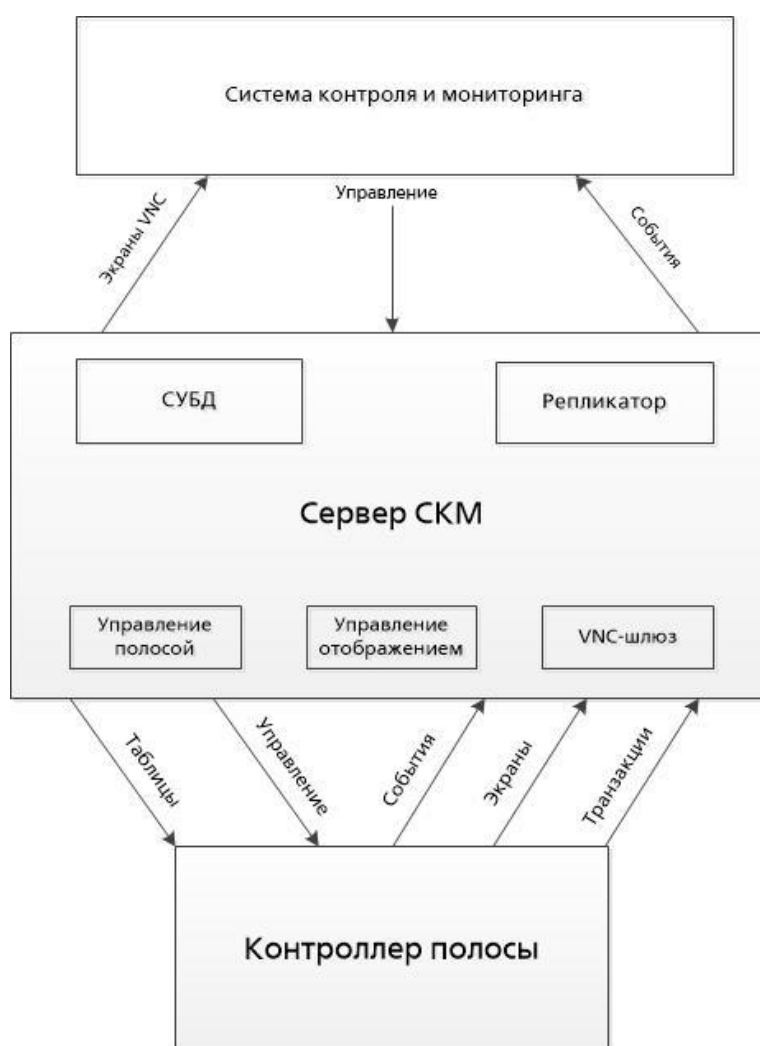 Система контроля и мониторинга
Экраны VNC
Управление
События
СУБД
Репликатор
Сервер СКМ
Управление
полосой
Управление
отображением
VNC-шлюз
Таблицы
Управление
События
Экраны
Транзакции
Контроллер полосы